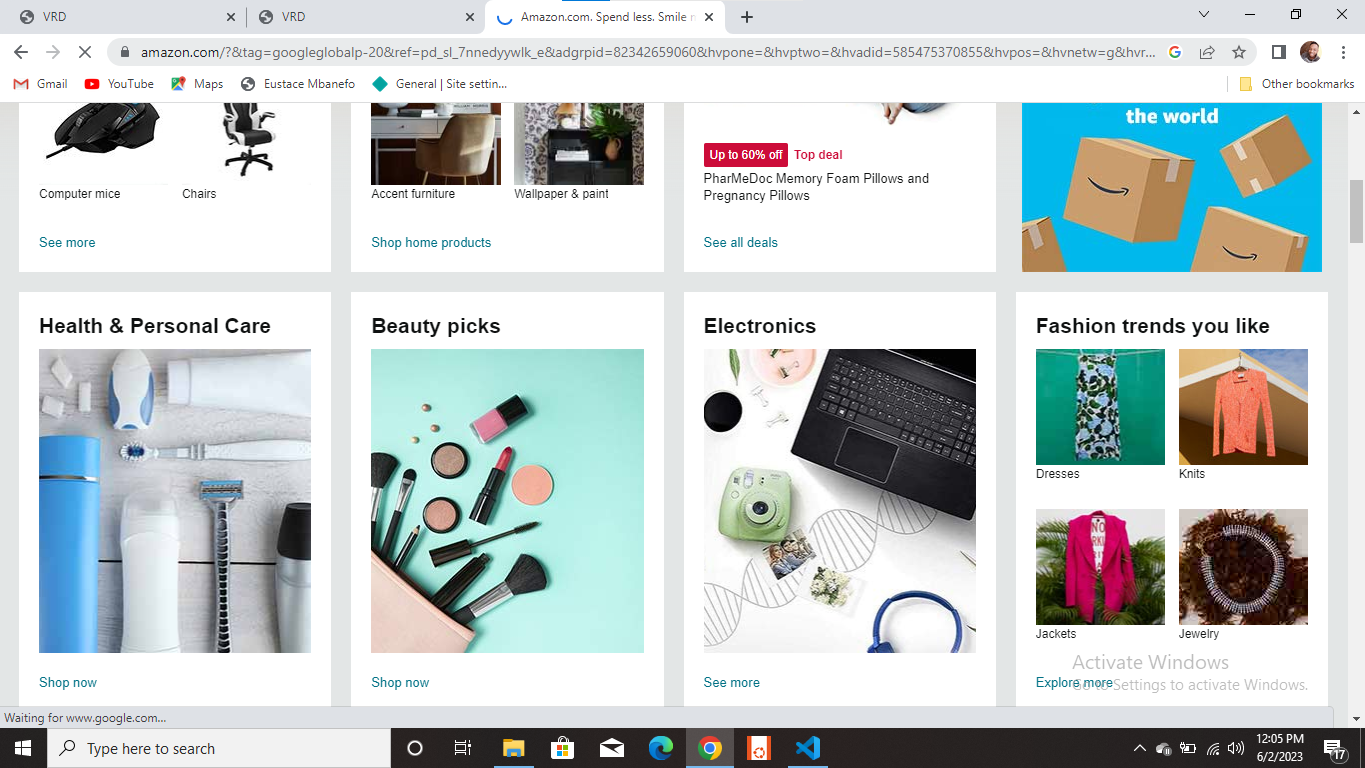 VRD
VRD
Amazon.com. Spend less. Smile
amazon.com/?&tag=googleglobalp-20&ref=pd_sl_7nnedyywlk_e&adgrpid=82342659060&hvpone=&hvptwo=&hvadid=585475370855&hvpos=&hvnetw=g&hvr...
Gmail
YouTube
Maps
Eustace Mbanefo
General | Site settin...
Other bookmarks
Computer mice
Chairs
See more
Accent furniture
Wallpaper & paint
Shop home products
Up to 60% off
Top deal
PharMeDoc Memory Foam Pillows and
Pregnancy Pillows
See all deals
the world
Health & Personal Care
Shop now
Beauty picks
Shop now
Electronics
See more
Fashion trends you like
Dresses
Knits
Jackets
Jewelry
Explore more
Activate Windows
Go to Settings to activate Windows.
Waiting for www.google.com...
Type here to search
12:05 PM
6/2/2023
17